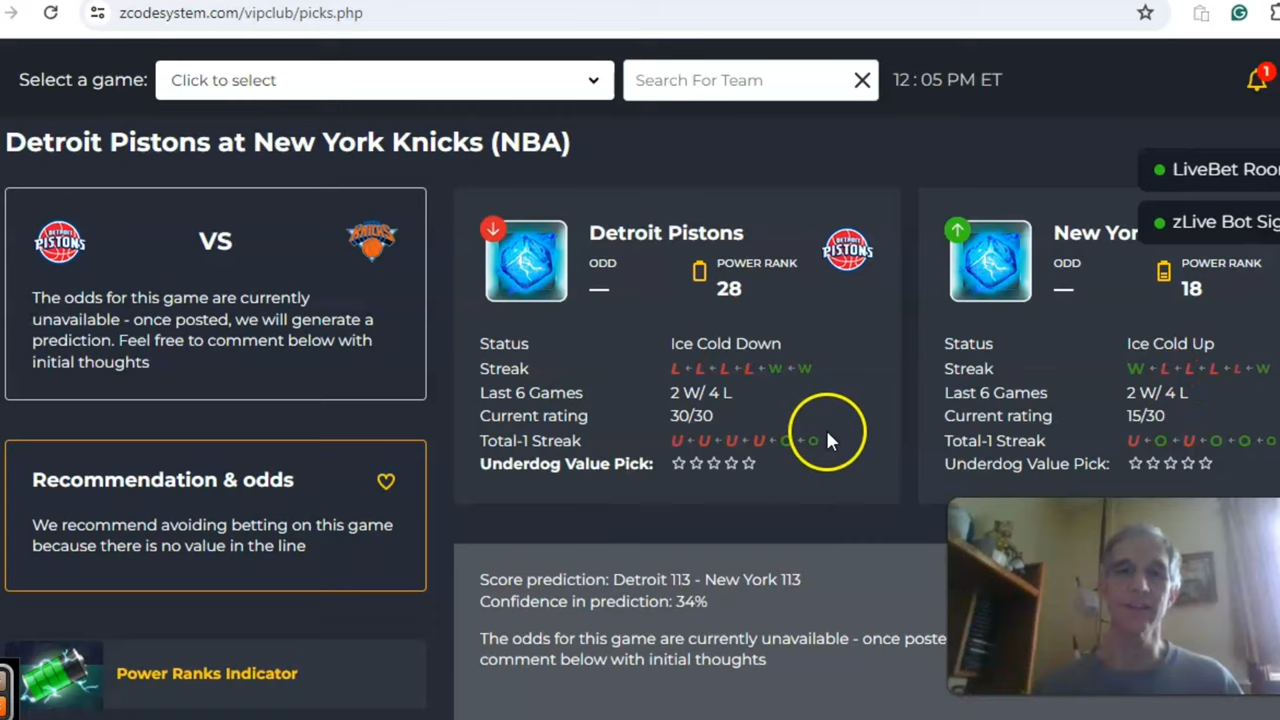 zcodesystem.com/vipclub/picks.php
Select a game:
Click to select
Search For Team
12:05 PM ET
1
Detroit Pistons at New York Knicks (NBA)
LiveBet Roo
zLive Bot Sig
DETROIT PISTONS
VS
KNICKS
The odds for this game are currently
unavailable - once posted, we will generate a
prediction. Feel free to comment below with
initial thoughts
Detroit Pistons
ODD
—
POWER RANK
28
DETROIT PISTONS
Status Ice Cold Down
Streak L L L L W W
Last 6 Games 2 W/ 4 L
Current rating 30/30
Total-1 Streak U U U U O O
Underdog Value Pick: ☆☆☆☆☆
New Yor
ODD
—
POWER RANK
18
Status Ice Cold Up
Streak W L L L L W
Last 6 Games 2 W/ 4 L
Current rating 15/30
Total-1 Streak U O U O O O
Underdog Value Pick: ☆☆☆☆☆
Recommendation & odds
We recommend avoiding betting on this game
because there is no value in the line
Score prediction: Detroit 113 - New York 113
Confidence in prediction: 34%
The odds for this game are currently unavailable - once poste
comment below with initial thoughts
Power Ranks Indicator